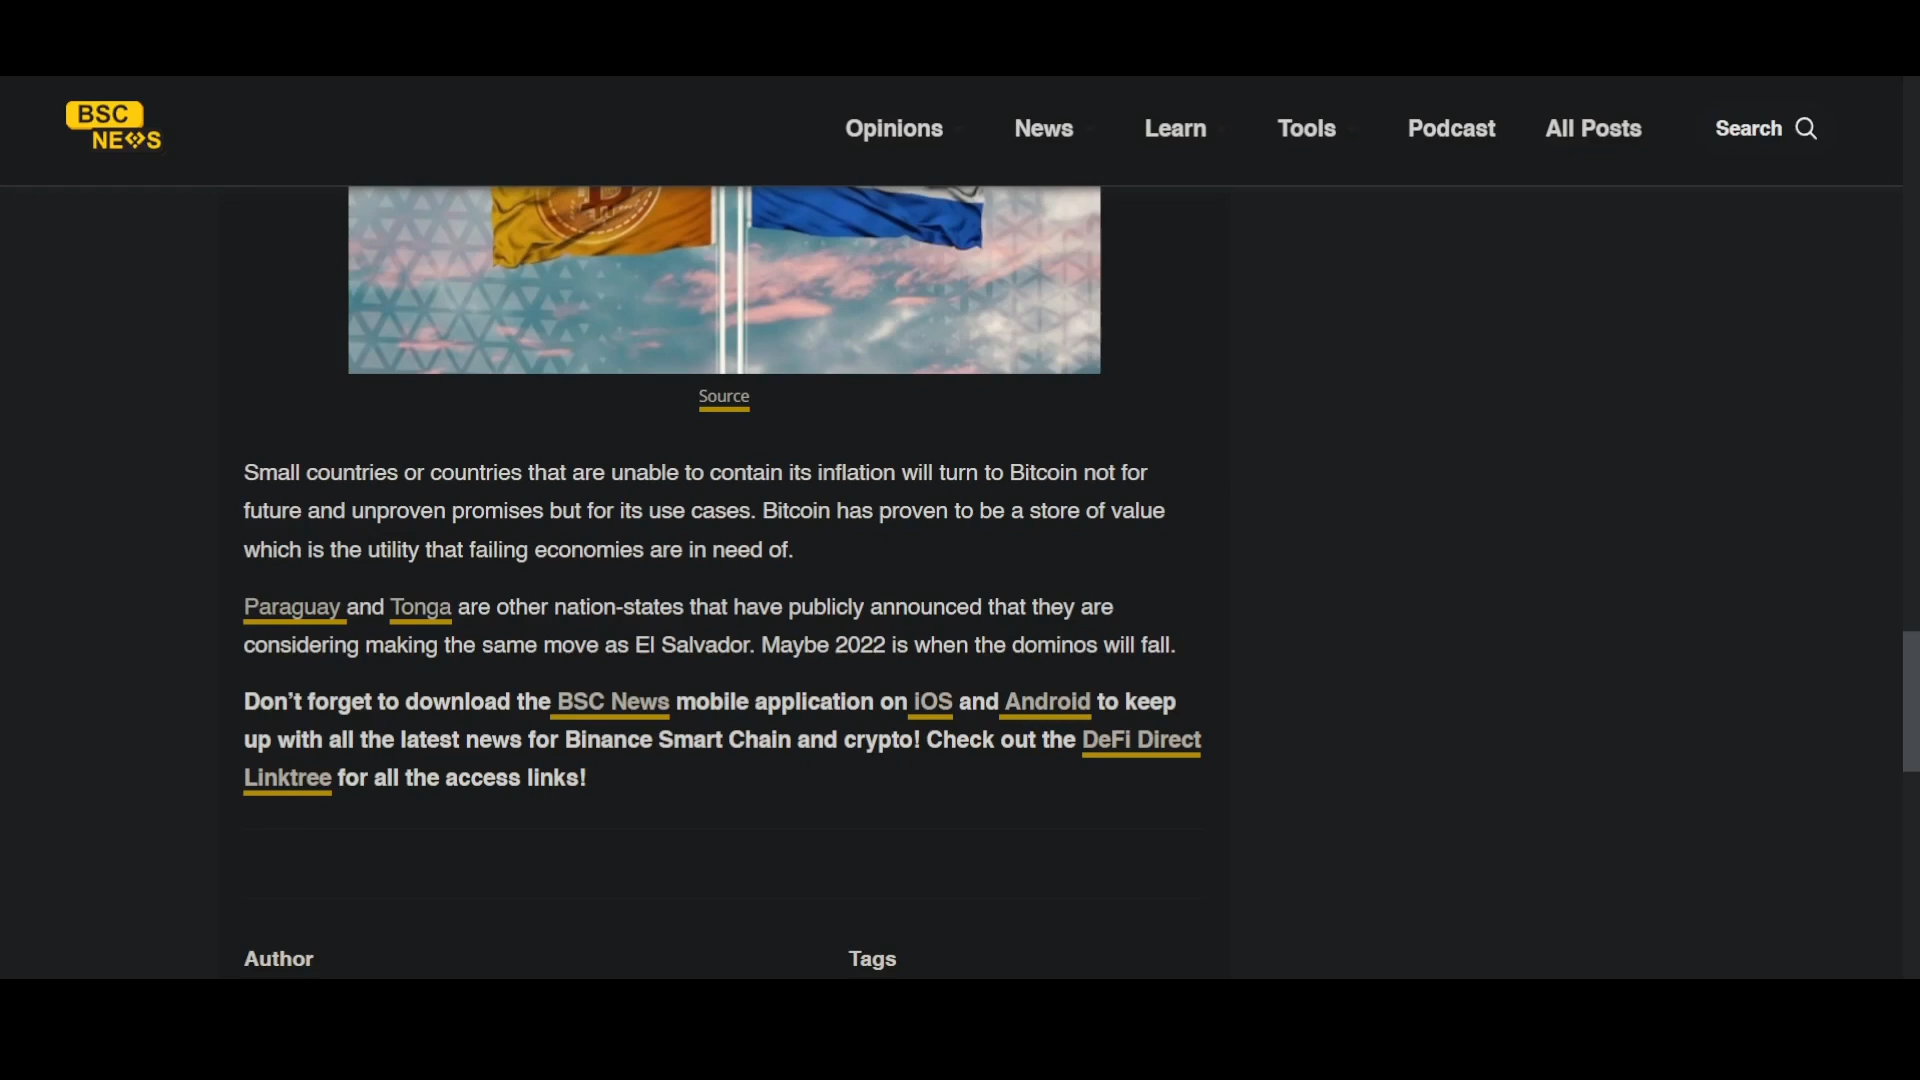 BSC
NEWS
Opinions
News
Learn
Tools
Podcast
All Posts
Search
Source
Small countries or countries that are unable to contain its inflation will turn to Bitcoin not for
future and unproven promises but for its use cases. Bitcoin has proven to be a store of value
which is the utility that failing economies are in need of.
Paraguay and Tonga are other nation-states that have publicly announced that they are
considering making the same move as El Salvador. Maybe 2022 is when the dominos will fall.
Don’t forget to download the BSC News mobile application on iOS and Android to keep
up with all the latest news for Binance Smart Chain and crypto! Check out the DeFi Direct
Linktree for all the access links!
Author
Tags